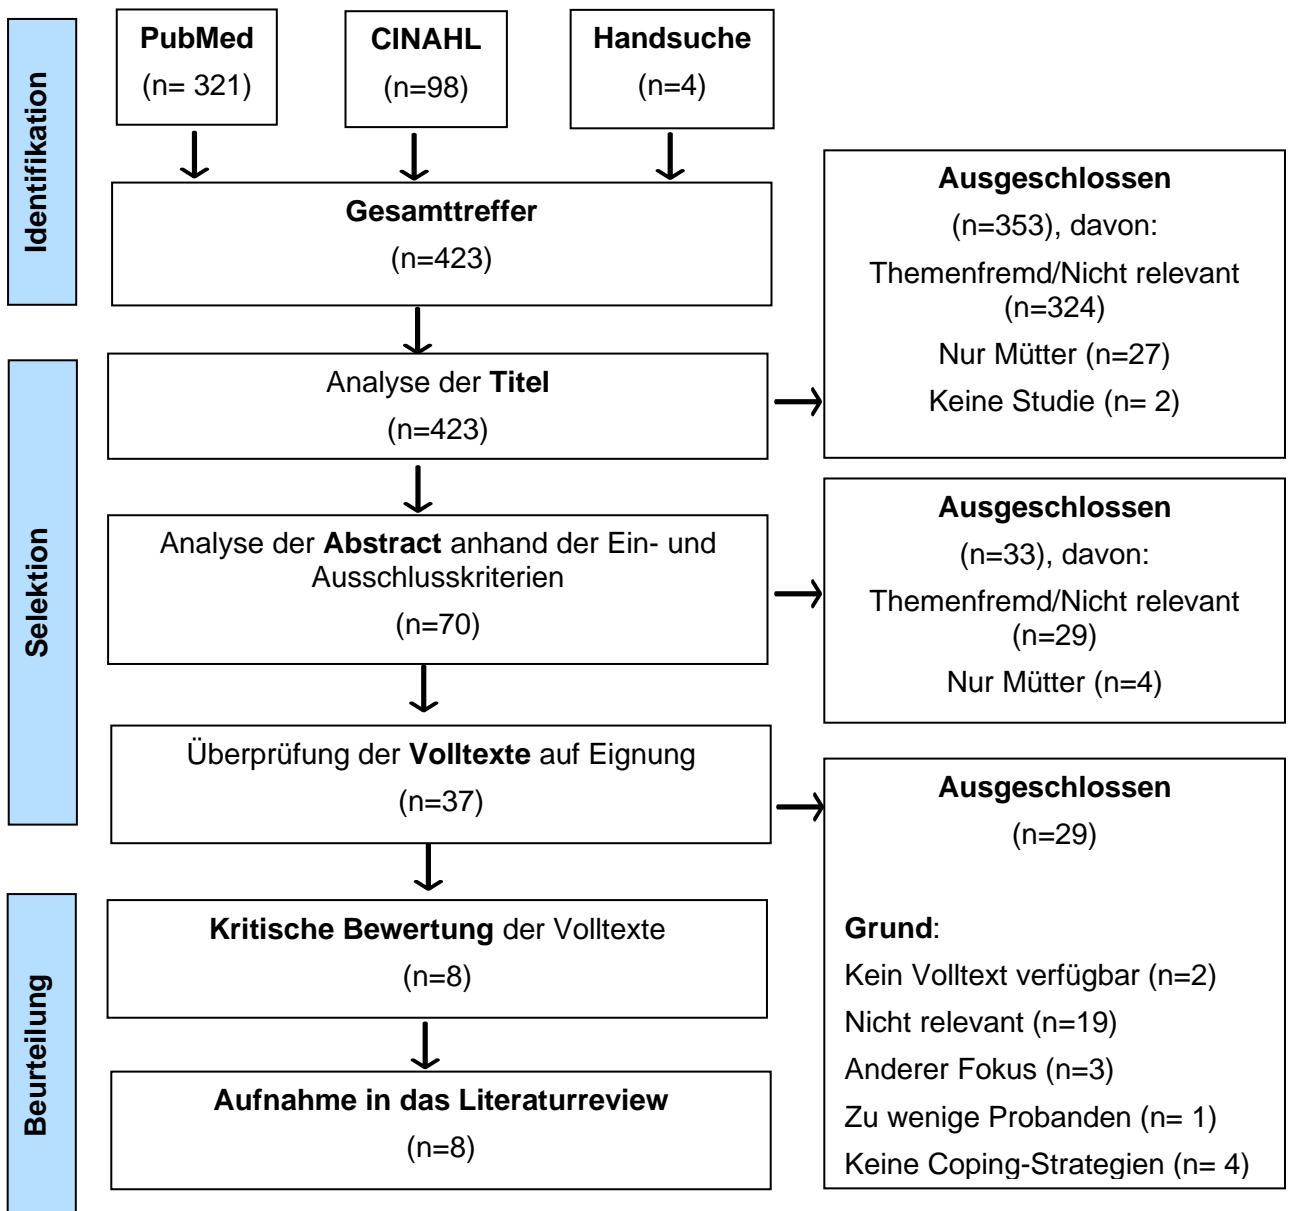 Identifikation
PubMed
(n= 321)
CINAHL
(n=98)
Handsuche
(n=4)
Gesamttreffer
(n=423)
Ausgeschlossen
(n=353), davon:
Themenfremd/Nicht relevant
(n=324)
Nur Mütter (n=27)
Keine Studie (n= 2)
Selektion
Analyse der Titel
(n=423)
Analyse der Abstract anhand der Ein- und
Ausschlusskriterien
(n=70)
Ausgeschlossen
(n=33), davon:
Themenfremd/Nicht relevant
(n=29)
Nur Mütter (n=4)
Überprüfung der Volltexte auf Eignung
(n=37)
Ausgeschlossen
(n=29)
Grund:
Kein Volltext verfügbar (n=2)
Nicht relevant (n=19)
Anderer Fokus (n=3)
Zu wenige Probanden (n= 1)
Keine Coping-Strategien (n= 4)
Beurteilung
Kritische Bewertung der Volltexte
(n=8)
Aufnahme in das Literaturreview
(n=8)